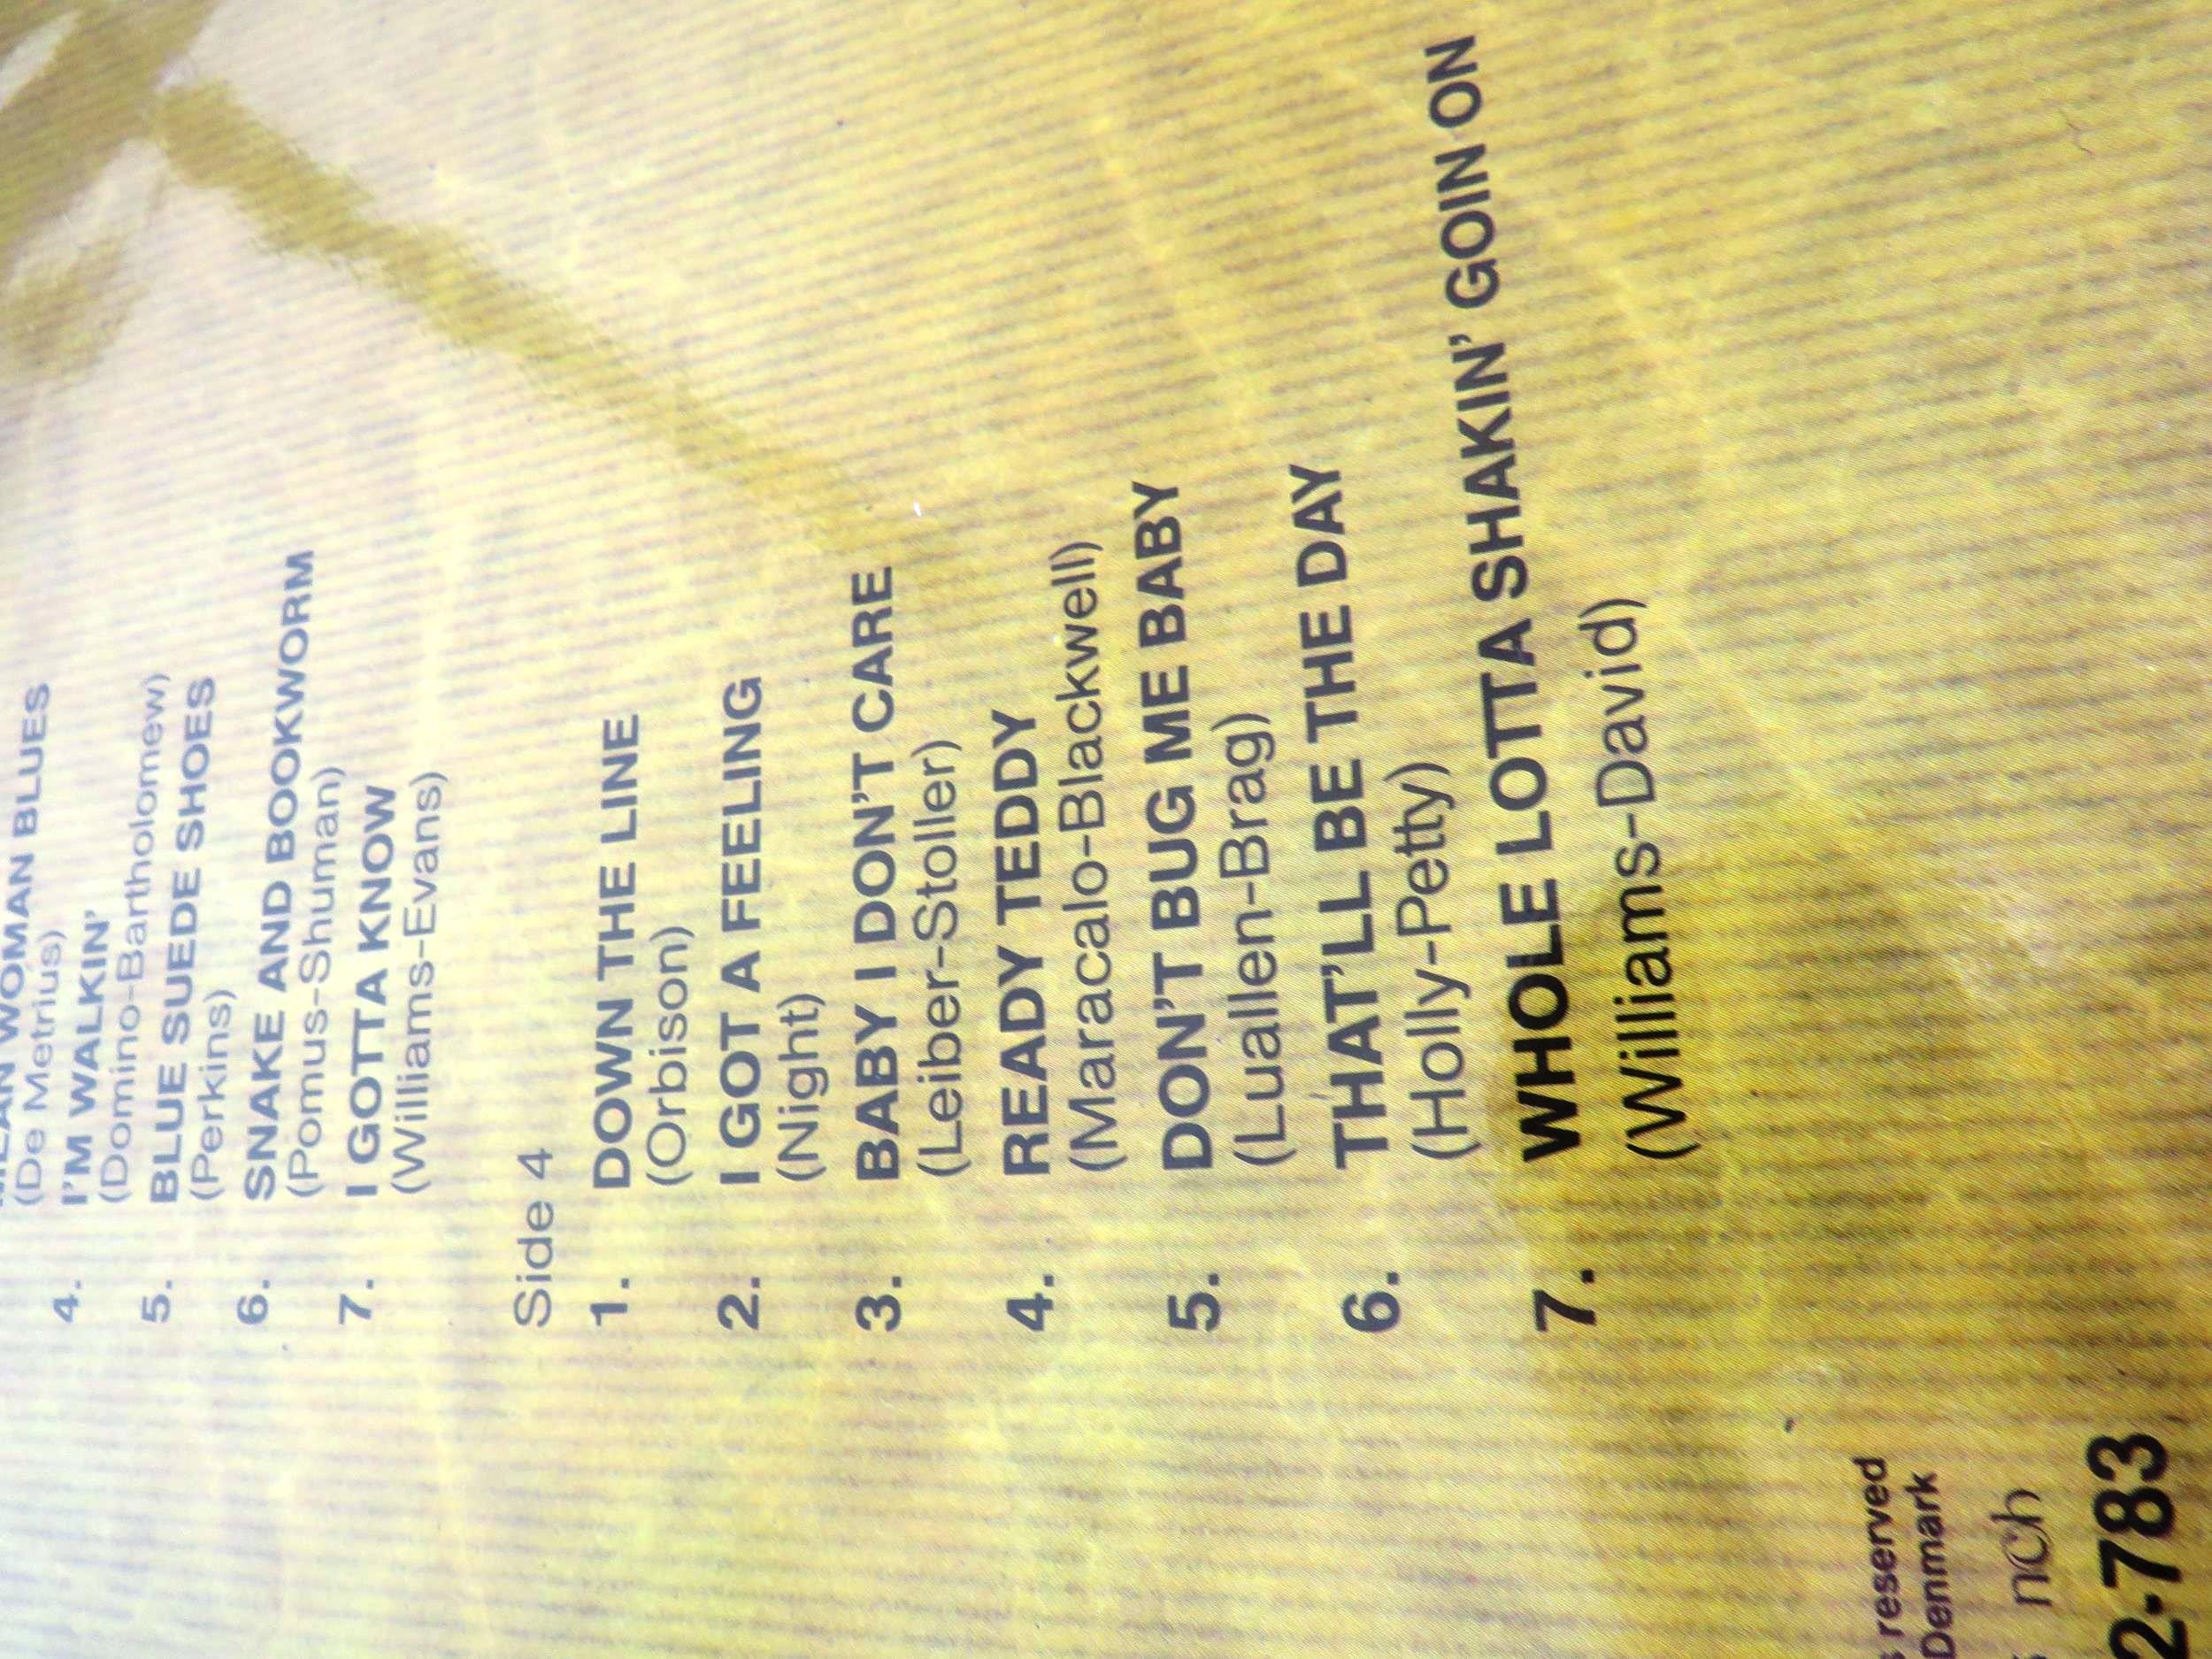 WOMAN BLUES
(De Metrius)
4. I'M WALKIN'
(Domino-Bartholomew)
5. BLUE SUEDE SHOES
(Perkins)
6. SNAKE AND BOOKWORM
(Pomus-Shuman)
7. I GOTTA KNOW
(Williams-Evans)
Side 4
1. DOWN THE LINE
(Orbison)
2. I GOT A FEELING
(Night)
3. BABY I DON'T CARE
(Leiber-Stoller)
4. READY TEDDY
(Maracalo-Blackwell)
5. DON'T BUG ME BABY
(Luallen-Brag)
6. THAT'LL BE THE DAY
(Holly-Petty)
7. WHOLE LOTTA SHAKIN' GOIN ON
(Williams-David)
reserved
Denmark
nch
2-783